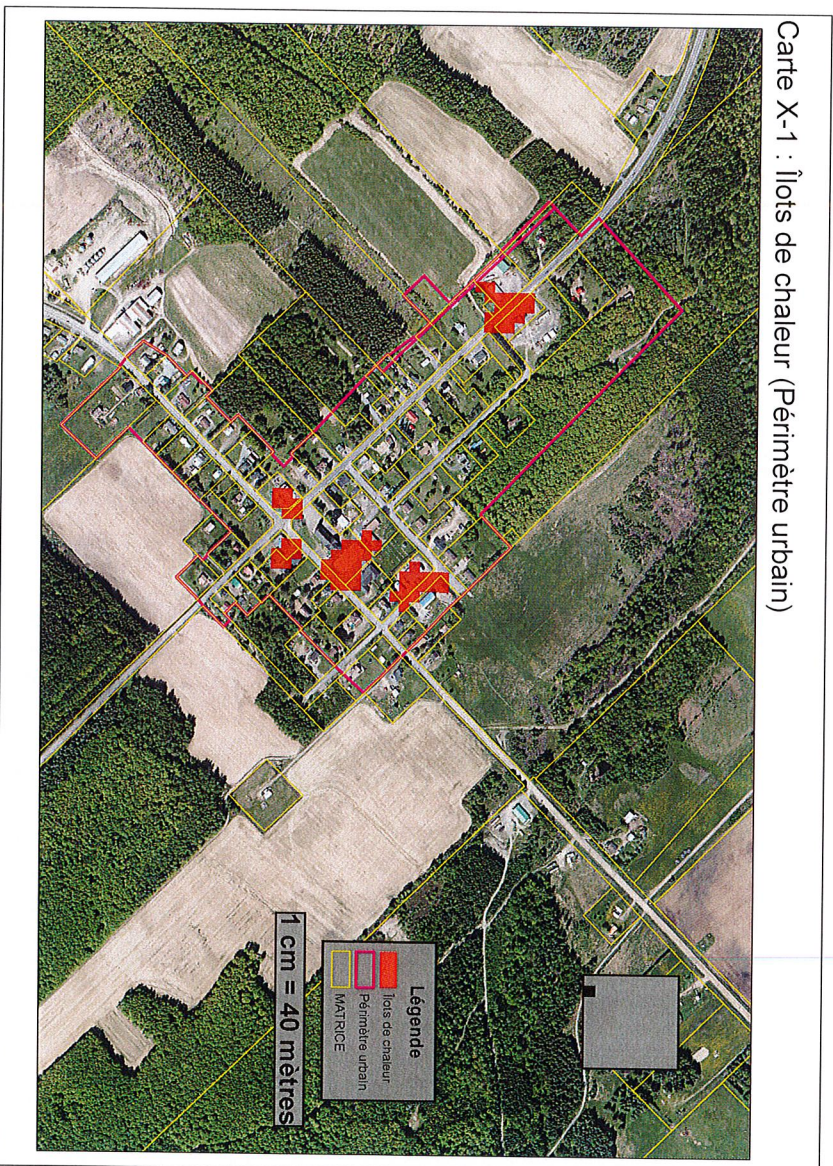 Carte X-1 : Îlots de chaleur (Périmètre urbain)
Légende
Îlots de chaleur
Périmètre urbain
MATRICE
1 cm = 40 mètres